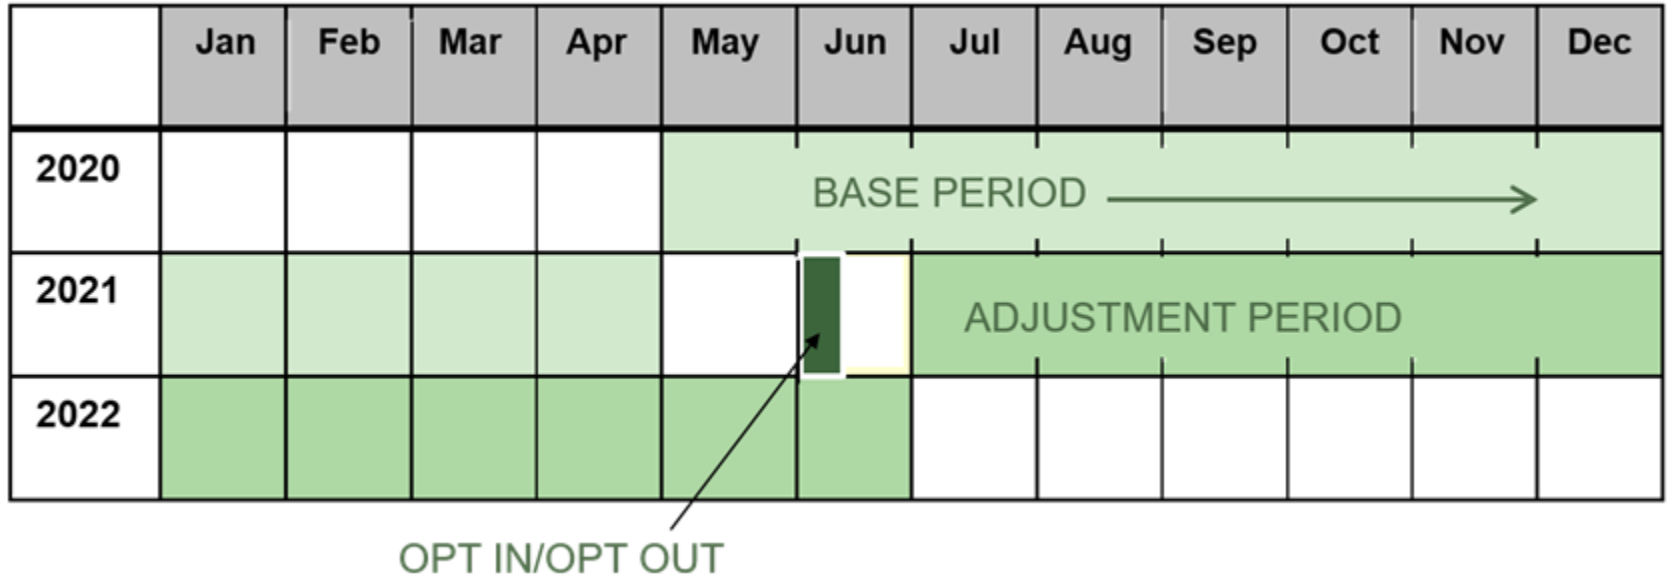 Jan Feb Mar Apr May Jun Jul Aug Sep Oct Nov Dec
2020 BASE PERIOD
2021 ADJUSTMENT PERIOD
2022
OPT IN/OPT OUT